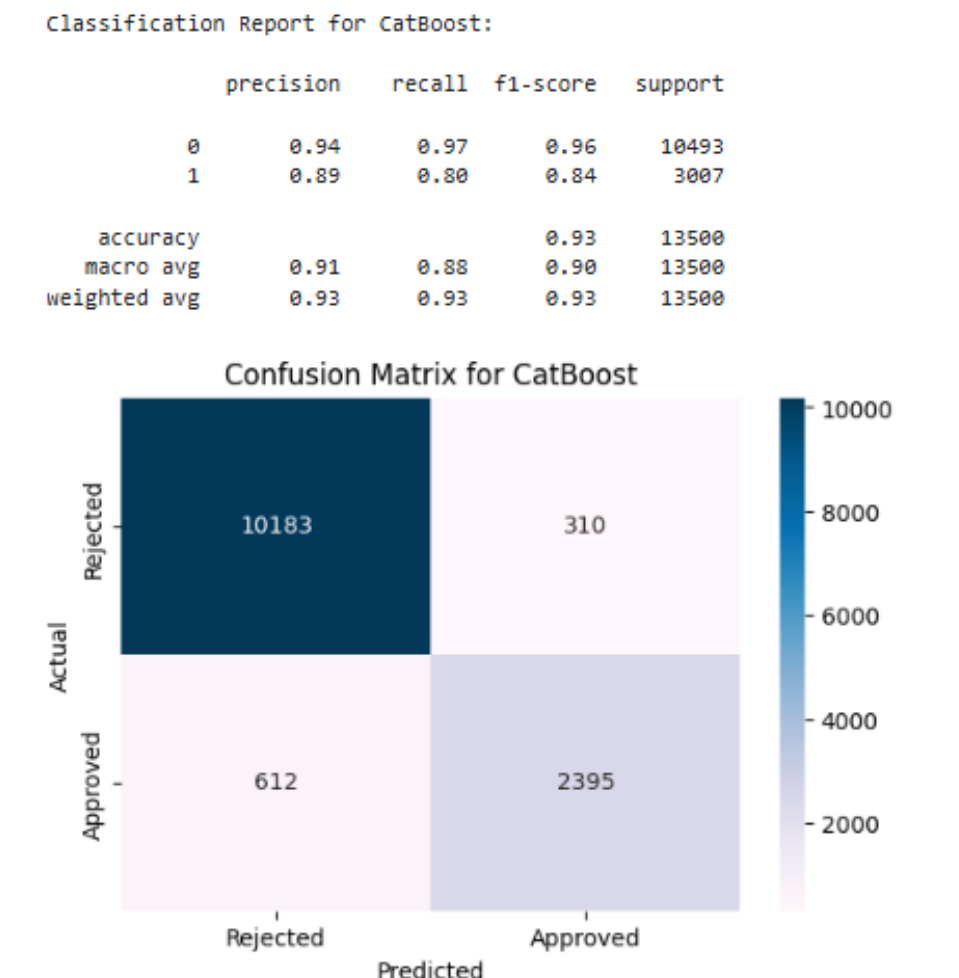 Classification Report for CatBoost:
precision recall f1-score support
0 0.94 0.97 0.96 10493
1 0.89 0.80 0.84 3007
accuracy 0.93 13500
macro avg 0.91 0.88 0.90 13500
weighted avg 0.93 0.93 0.93 13500
Confusion Matrix for CatBoost
Actual
Rejected
10183 310
Approved
612 2395
Rejected Approved
Predicted
10000
8000
6000
4000
2000